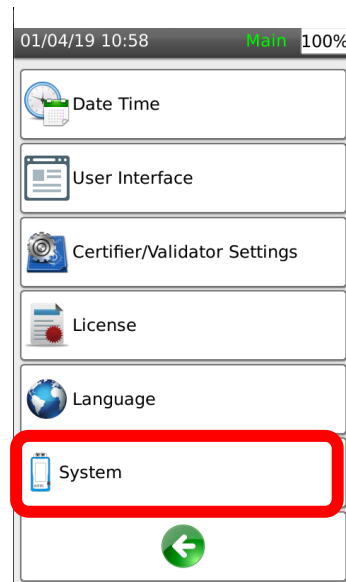 01/04/19 10:58 Main 100%
Date Time
User Interface
Certifier/Validator Settings
License
Language
System